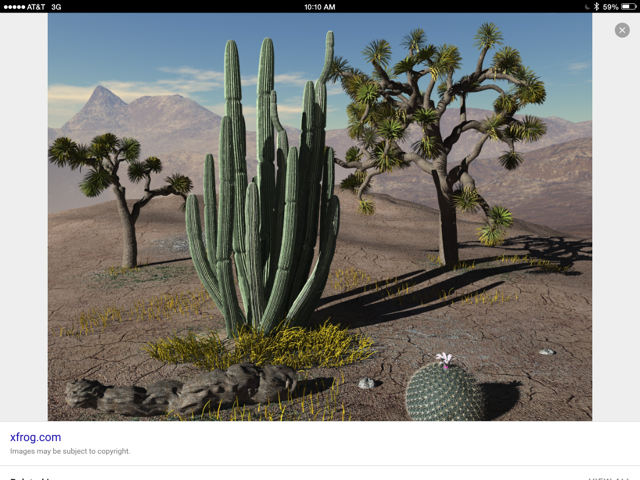 AT&T 3G 10:10 AM 59%
xfrog.com
Images may be subject to copyright.